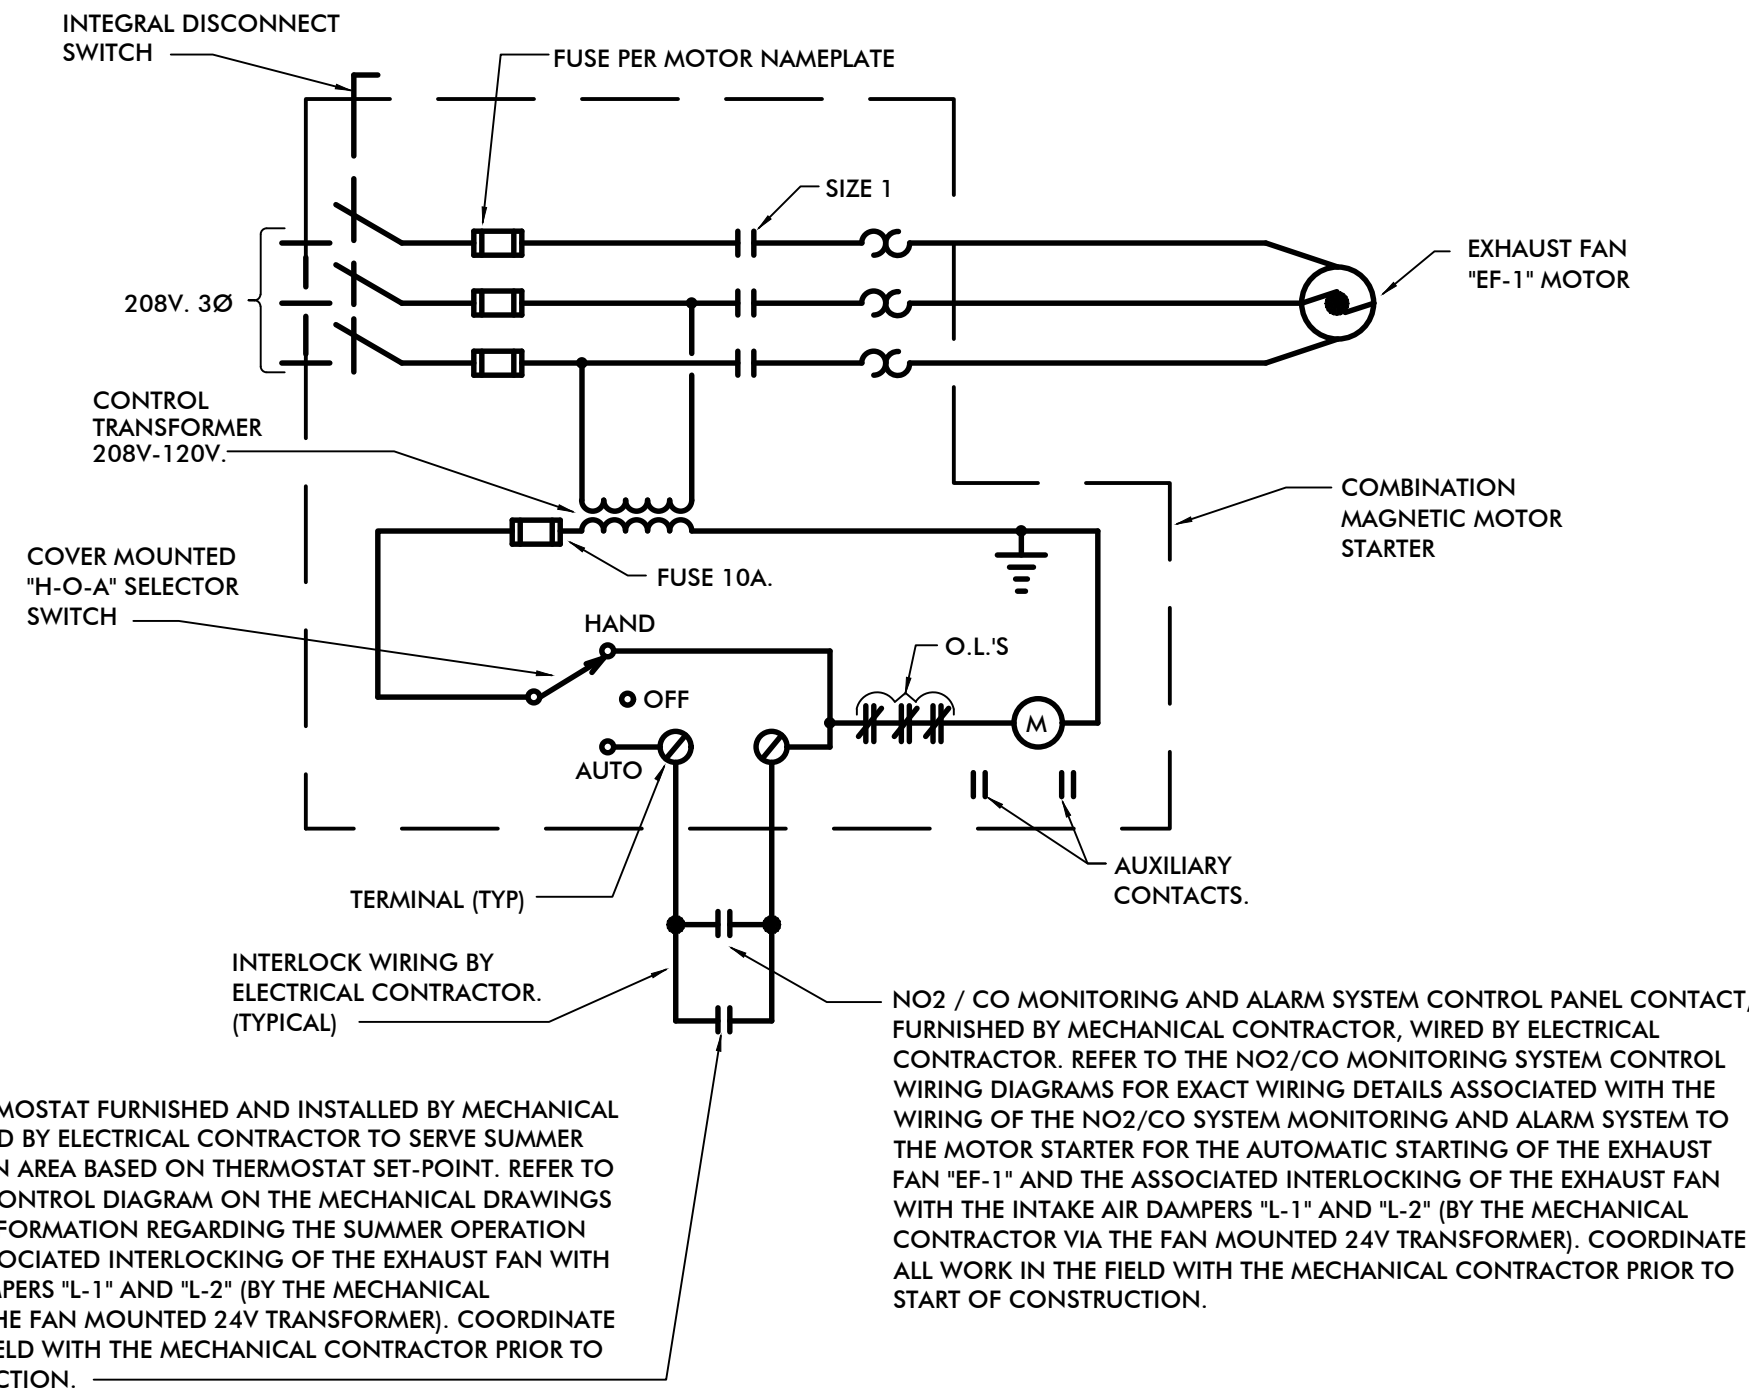 INTEGRAL DISCONNECT
SWITCH
FUSE PER MOTOR NAMEPLATE
SIZE 1
EXHAUST FAN
"EF-1" MOTOR
208V. 3Ø
CONTROL
TRANSFORMER
208V-120V.
COMBINATION
MAGNETIC MOTOR
STARTER
COVER MOUNTED
"H-O-A" SELECTOR
SWITCH
FUSE 10A.
HAND
O.L.'S
OFF
M
AUTO
AUXILIARY
CONTACTS.
TERMINAL (TYP)
INTERLOCK WIRING BY
ELECTRICAL CONTRACTOR.
(TYPICAL)
NO2 / CO MONITORING AND ALARM SYSTEM CONTROL PANEL CONTACT,
FURNISHED BY MECHANICAL CONTRACTOR, WIRED BY ELECTRICAL
CONTRACTOR. REFER TO THE NO2/CO MONITORING SYSTEM CONTROL
WIRING DIAGRAMS FOR EXACT WIRING DETAILS ASSOCIATED WITH THE
WIRING OF THE NO2/CO SYSTEM MONITORING AND ALARM SYSTEM TO
THE MOTOR STARTER FOR THE AUTOMATIC STARTING OF THE EXHAUST
FAN "EF-1" AND THE ASSOCIATED INTERLOCKING OF THE EXHAUST FAN
WITH THE INTAKE AIR DAMPERS "L-1" AND "L-2" (BY THE MECHANICAL
CONTRACTOR VIA THE FAN MOUNTED 24V TRANSFORMER). COORDINATE
ALL WORK IN THE FIELD WITH THE MECHANICAL CONTRACTOR PRIOR TO
START OF CONSTRUCTION.
MOSTAT FURNISHED AND INSTALLED BY MECHANICAL
D BY ELECTRICAL CONTRACTOR TO SERVE SUMMER
N AREA BASED ON THERMOSTAT SET-POINT. REFER TO
ONTROL DIAGRAM ON THE MECHANICAL DRAWINGS
FORMATION REGARDING THE SUMMER OPERATION
OCIATED INTERLOCKING OF THE EXHAUST FAN WITH
MPERS "L-1" AND "L-2" (BY THE MECHANICAL
HE FAN MOUNTED 24V TRANSFORMER). COORDINATE
ELD WITH THE MECHANICAL CONTRACTOR PRIOR TO
CTION.